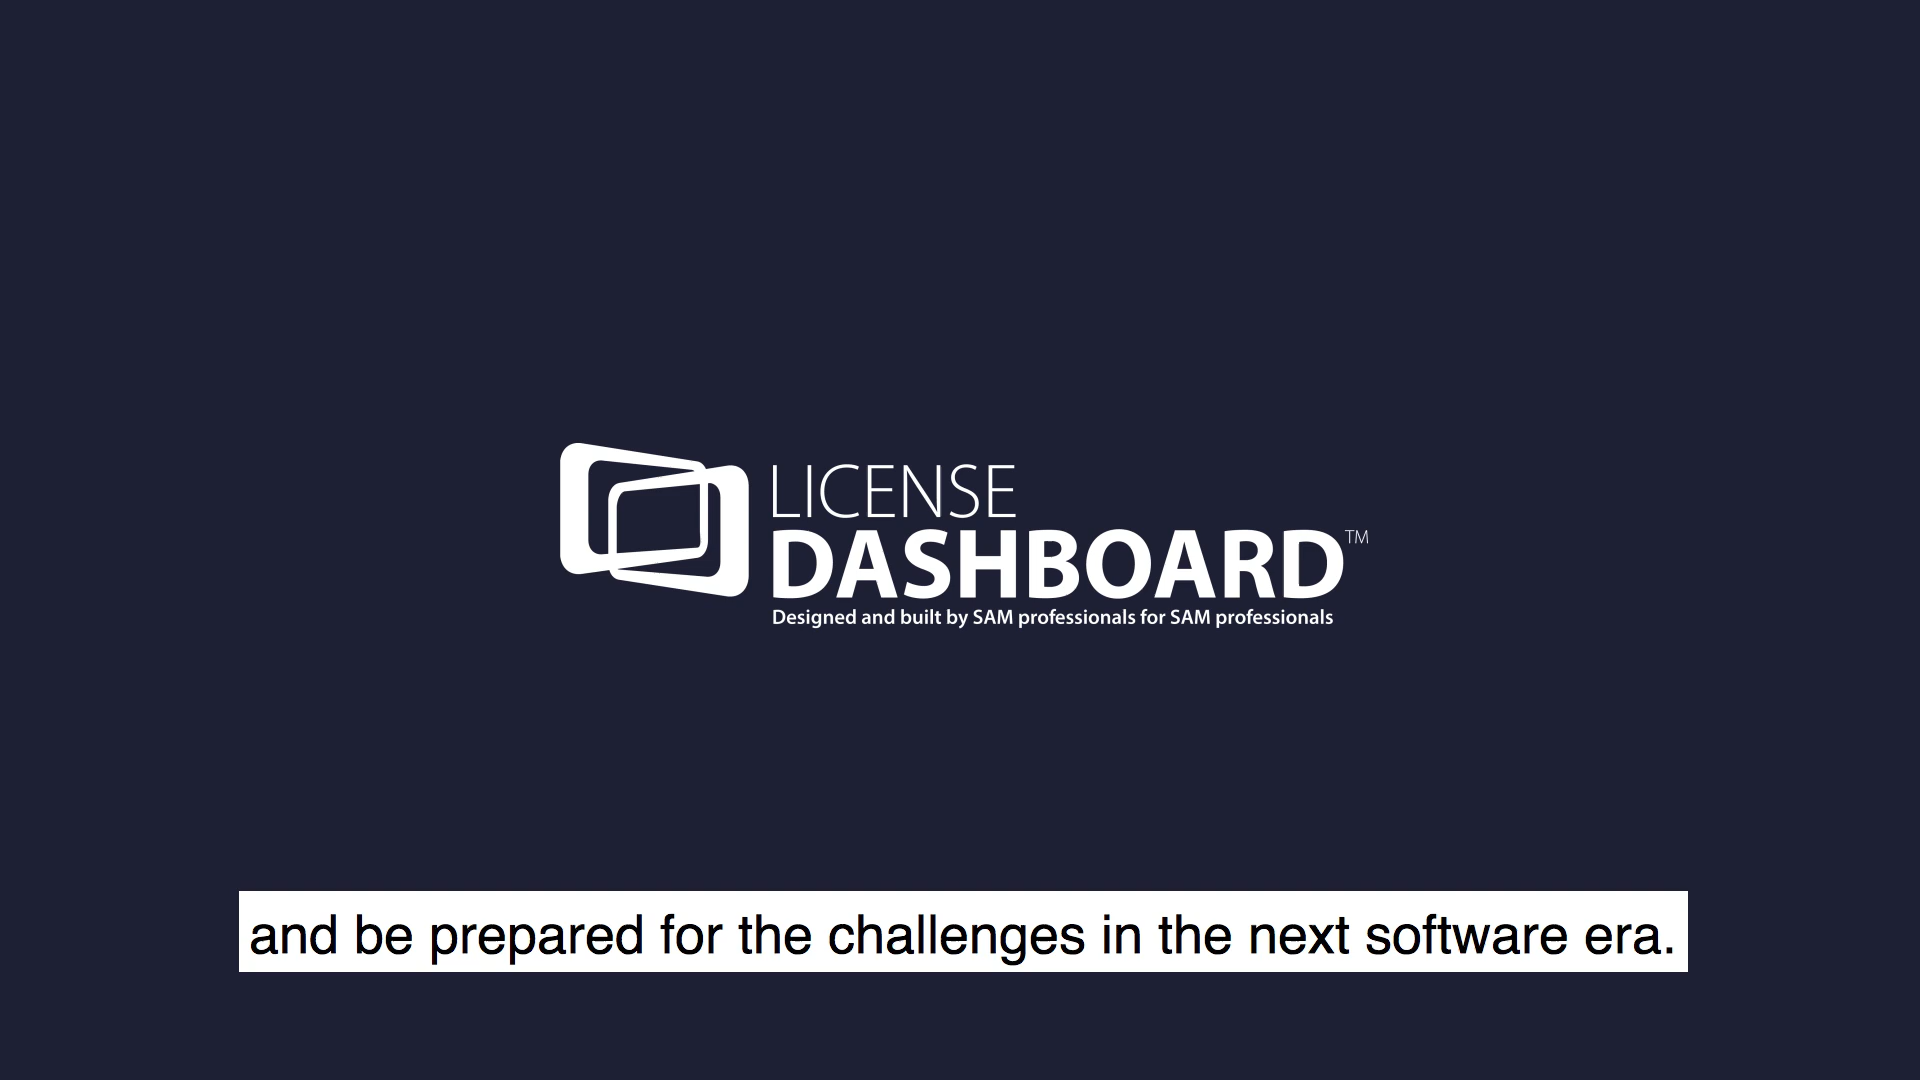 LICENSE
DASHBOARD™
Designed and built by SAM professionals for SAM professionals
and be prepared for the challenges in the next software era.